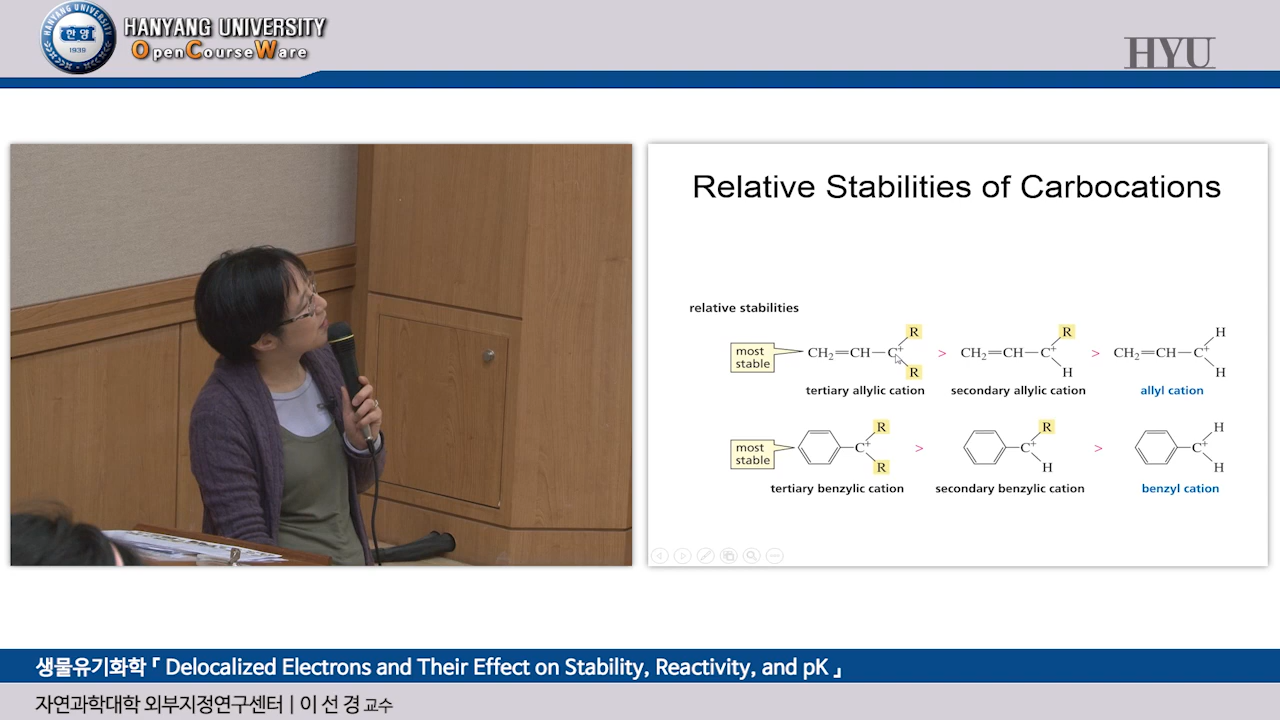 HANYANG UNIVERSITY
한양
1939
HANYANG UNIVERSITY
OpenCourseWare
HYU
Relative Stabilities of Carbocations
relative stabilities
most stable
CH2=CH—C+ R R
>
CH2=CH—C+ R H
>
CH2=CH—C+ H H
tertiary allylic cation
secondary allylic cation
allyl cation
most stable
C+ R R
>
C+ R H
>
C+ H H
tertiary benzylic cation
secondary benzylic cation
benzyl cation
생물유기화학「 Delocalized Electrons and Their Effect on Stability, Reactivity, and pK 」
자연과학대학 외부지정연구센터 | 이 선 경 교수